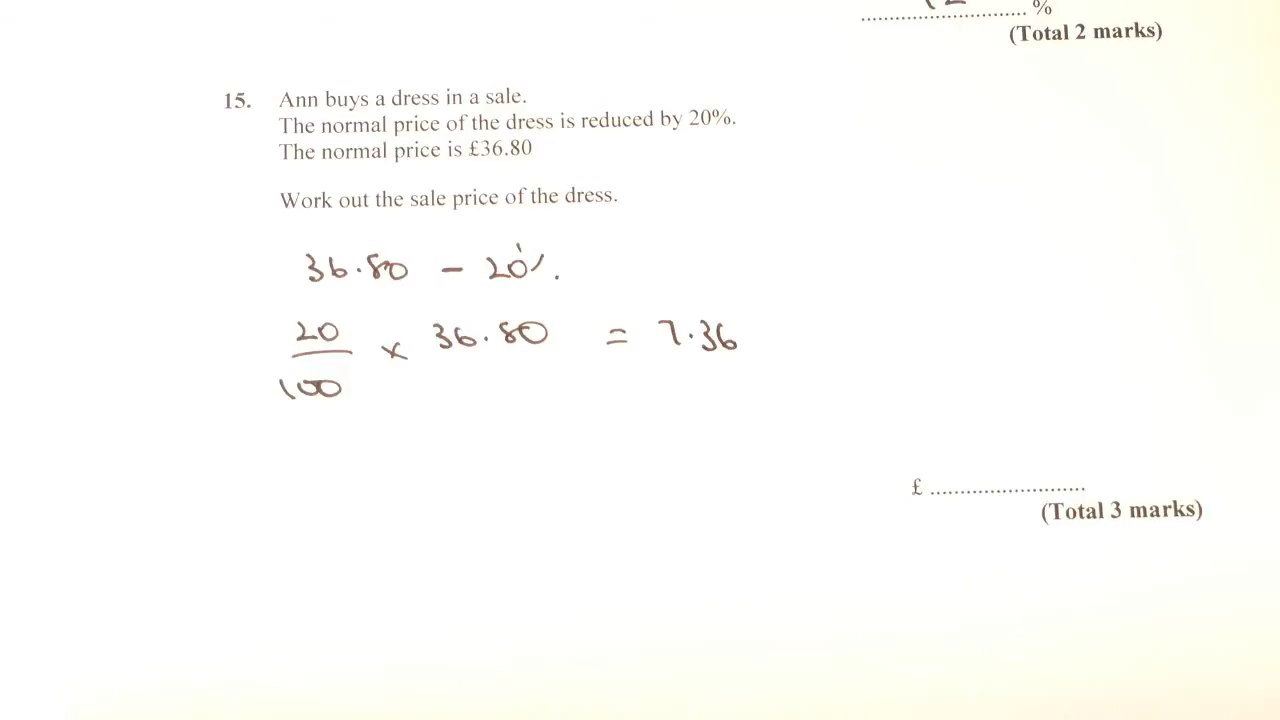 %
(Total 2 marks)
15. Ann buys a dress in a sale.
The normal price of the dress is reduced by 20%.
The normal price is £36.80
Work out the sale price of the dress.
36.80 - 20%.
20/100 × 36.80 = 7.36
£ ..........................
(Total 3 marks)